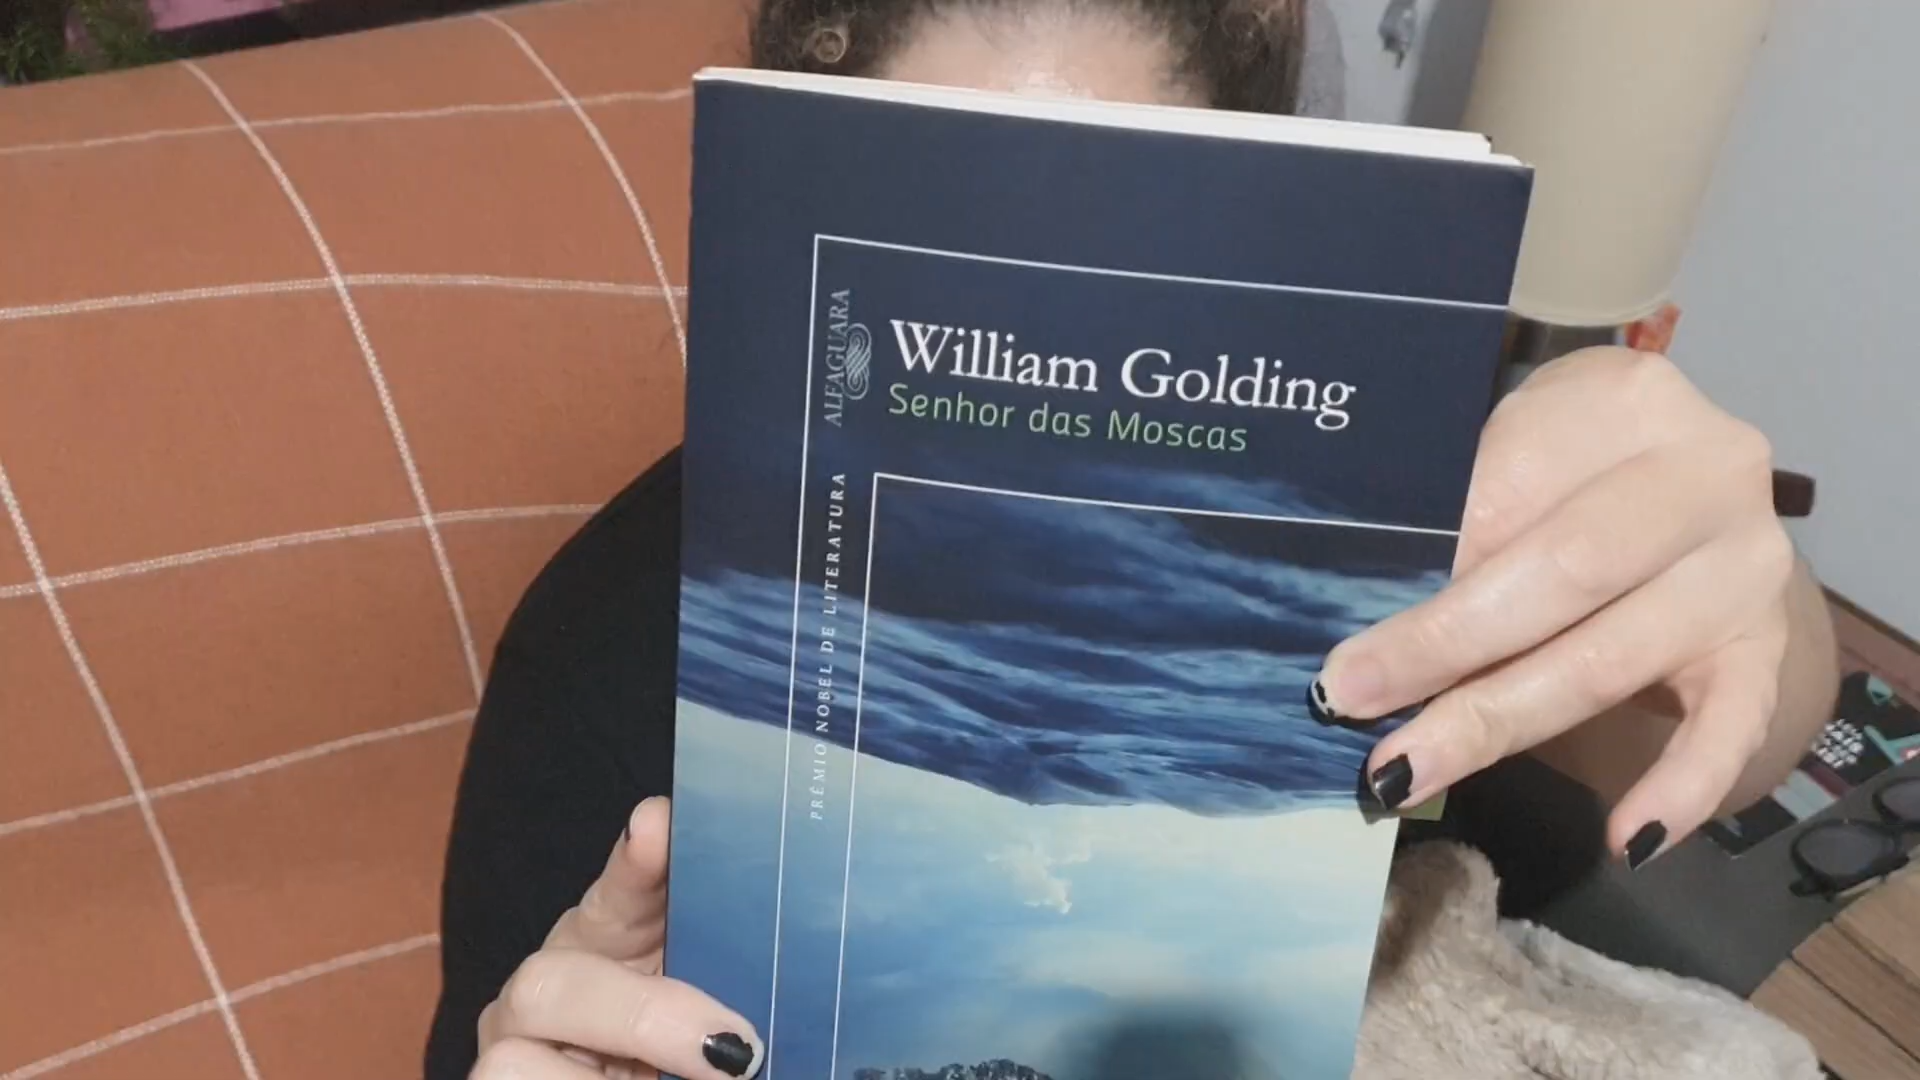 William Golding
Senhor das Moscas
ALFAGUARA
PRÊMIO NOBEL DE LITERATURA